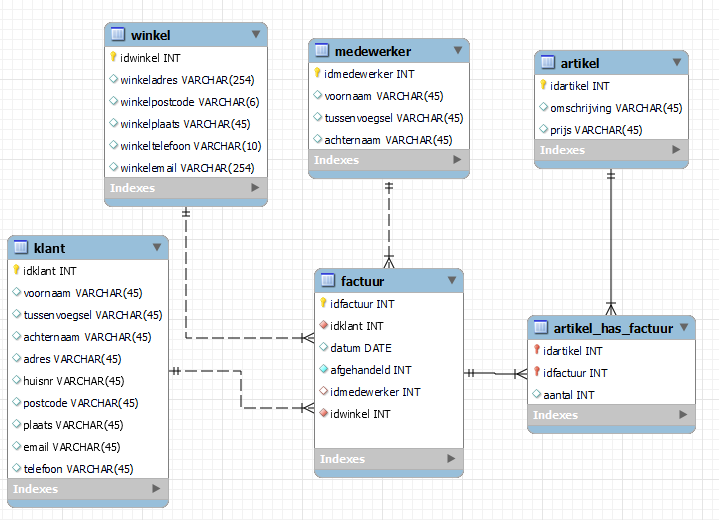 winkel
idwinkel INT
winkeladres VARCHAR(254)
winkelpostcode VARCHAR(6)
winkelplaats VARCHAR(45)
winkeltelefoon VARCHAR(10)
winkelemail VARCHAR(254)
Indexes
medewerker
idmedewerker INT
voornaam VARCHAR(45)
tussenvoegsel VARCHAR(45)
achternaam VARCHAR(45)
Indexes
artikel
idartikel INT
omschrijving VARCHAR(45)
prijs VARCHAR(45)
Indexes
klant
idklant INT
voornaam VARCHAR(45)
tussenvoegsel VARCHAR(45)
achternaam VARCHAR(45)
adres VARCHAR(45)
huisnr VARCHAR(45)
postcode VARCHAR(45)
plaats VARCHAR(45)
email VARCHAR(45)
telefoon VARCHAR(45)
Indexes
factuur
idfactuur INT
idklant INT
datum DATE
afgehandeld INT
idmedewerker INT
idwinkel INT
Indexes
artikel_has_factuur
idartikel INT
idfactuur INT
aantal INT
Indexes